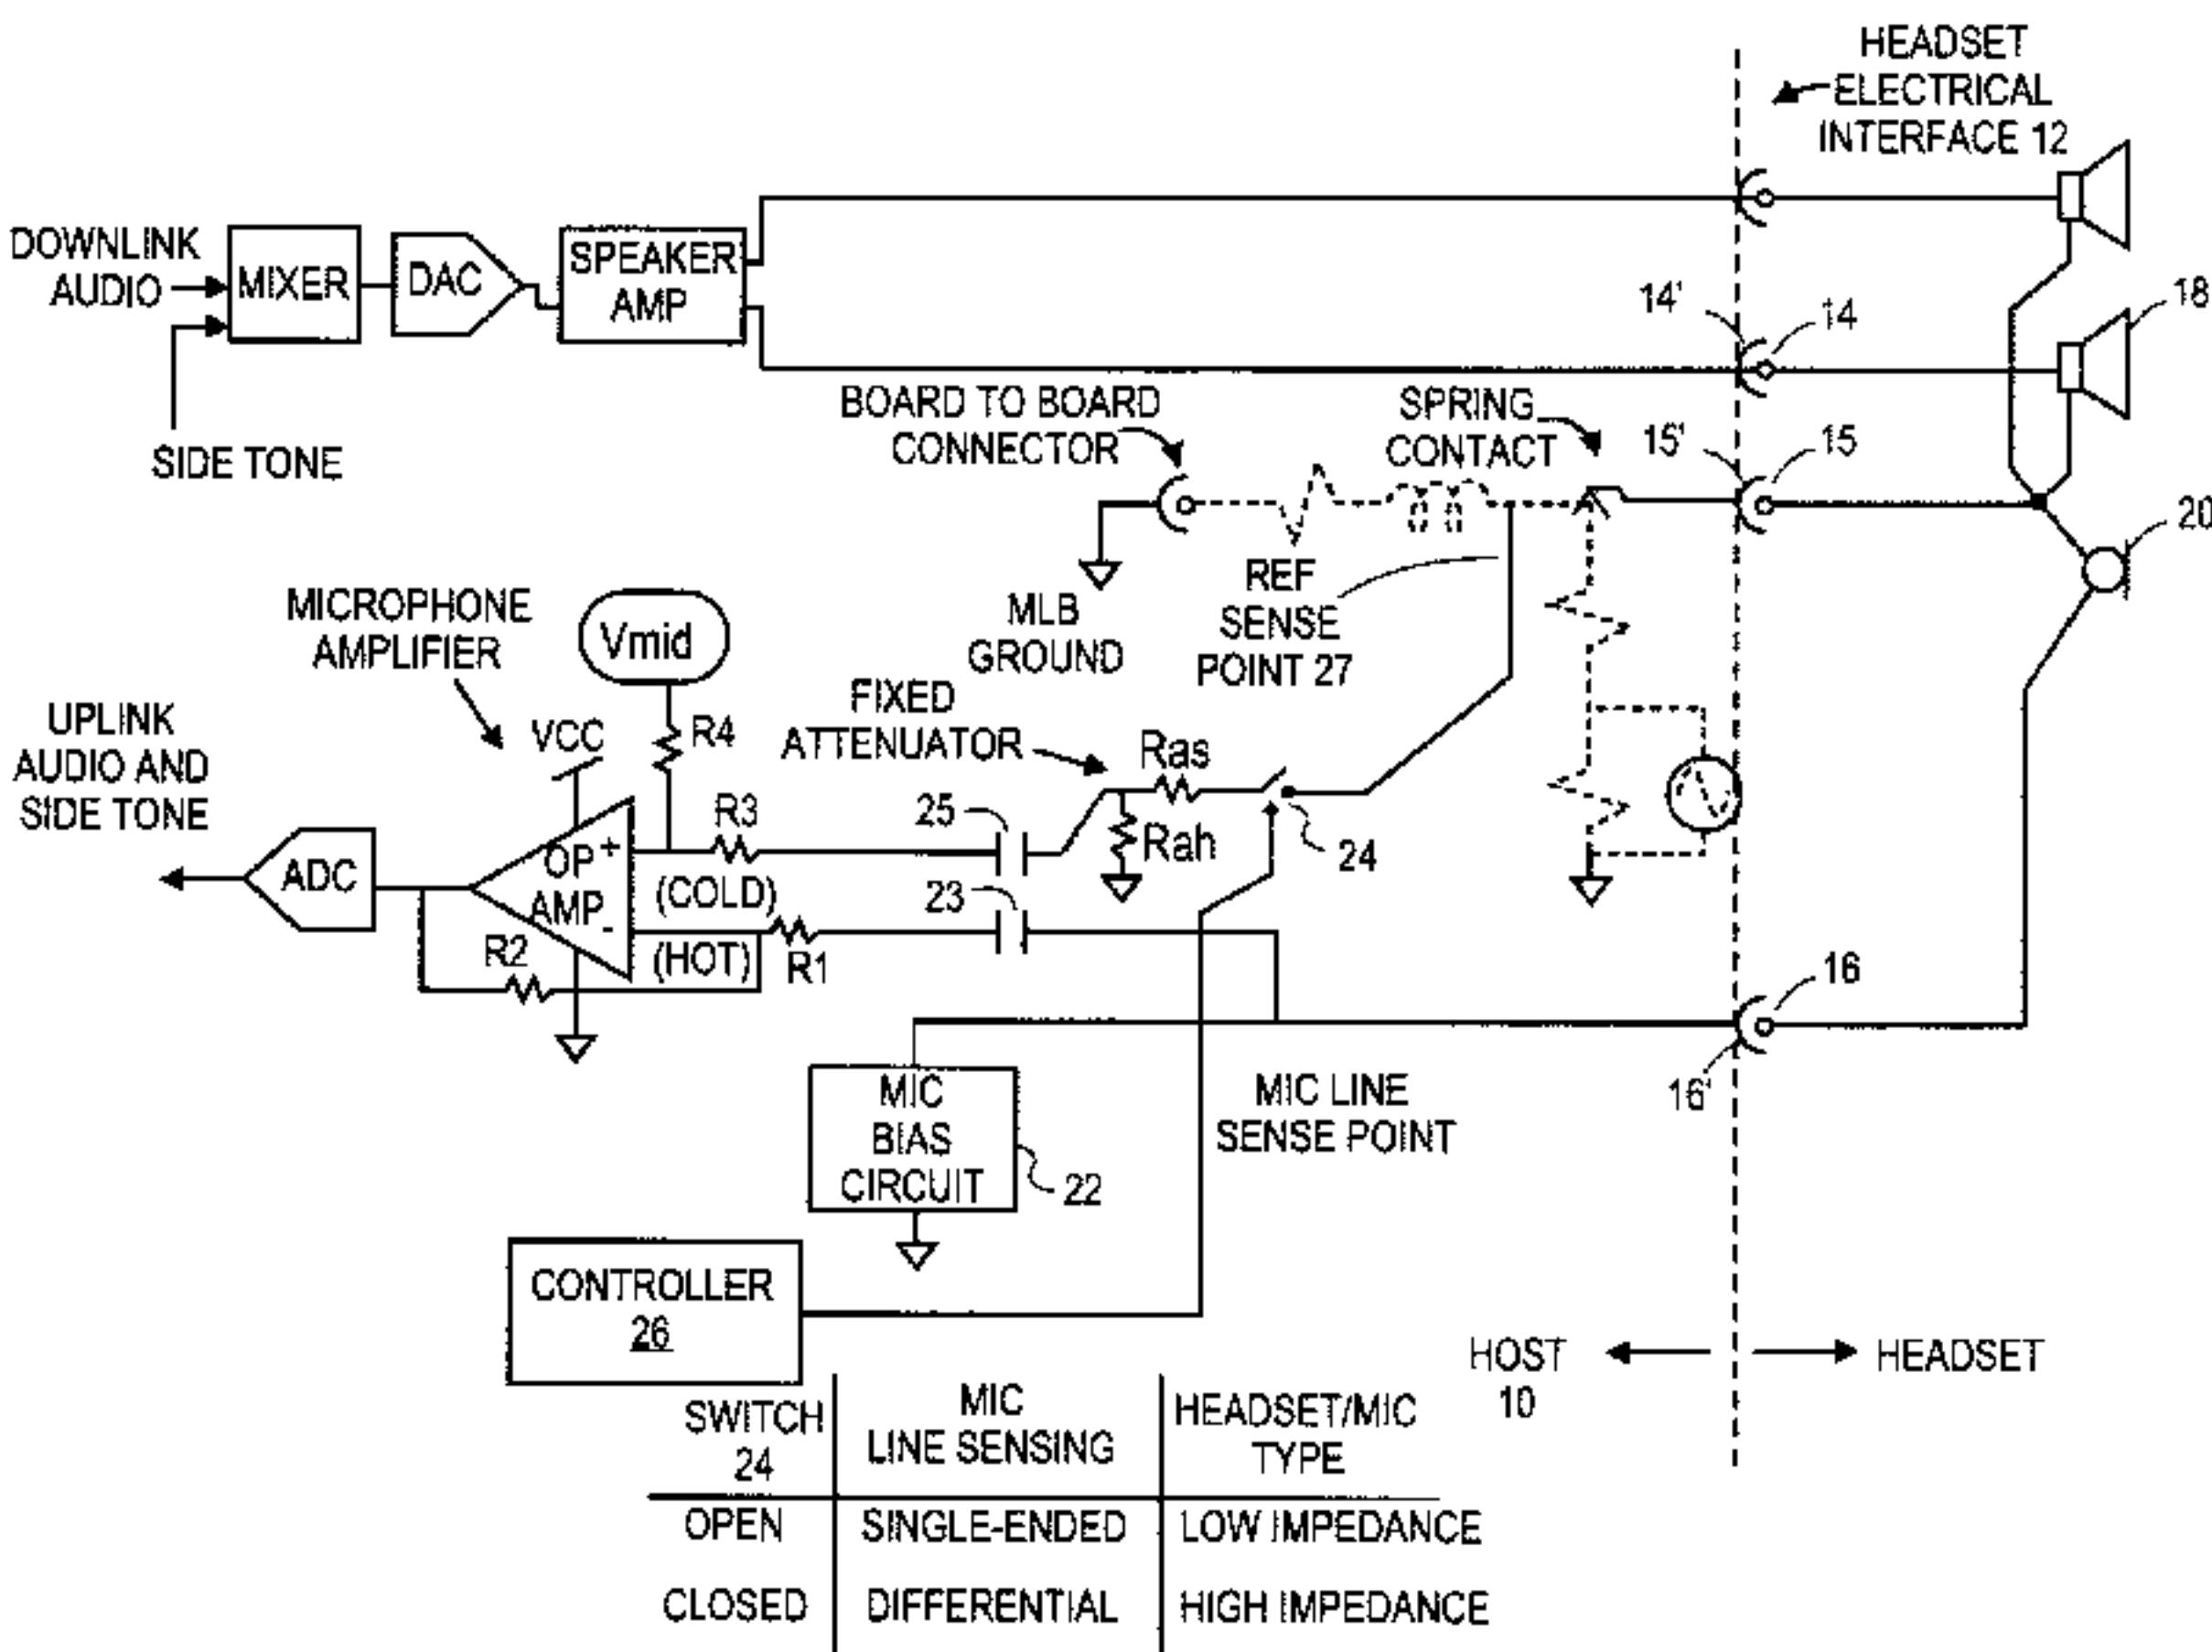 HEADSET
ELECTRICAL
INTERFACE 12
DOWNLINK
AUDIO
MIXER
DAC
SPEAKER
AMP
14'
14
18
SIDE TONE
BOARD TO BOARD
CONNECTOR
SPRING
CONTACT
15'
15
20
MICROPHONE
AMPLIFIER
Vmid
MLB
GROUND
REF
SENSE
POINT 27
UPLINK
AUDIO AND
SIDE TONE
VCC
R4
FIXED
ATTENUATOR
Ras
25
R3
Rah
24
ADC
OP +
AMP -
(COLD)
23
R2
(HOT)
R1
16
16'
MIC
BIAS
CIRCUIT
22
MIC LINE
SENSE POINT
CONTROLLER
26
HOST
10
HEADSET
SWITCH
24
MIC
LINE SENSING
HEADSET/MIC
TYPE
OPEN
SINGLE-ENDED
LOW IMPEDANCE
CLOSED
DIFFERENTIAL
HIGH IMPEDANCE